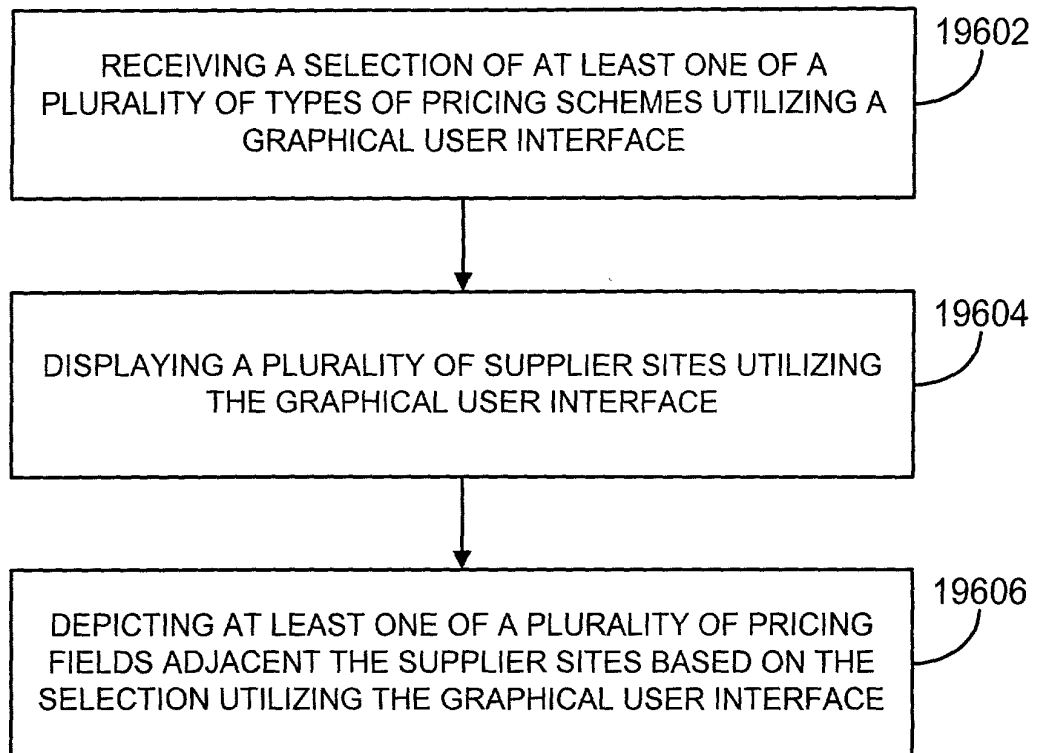 19602
RECEIVING A SELECTION OF AT LEAST ONE OF A
PLURALITY OF TYPES OF PRICING SCHEMES UTILIZING A
GRAPHICAL USER INTERFACE
19604
DISPLAYING A PLURALITY OF SUPPLIER SITES UTILIZING
THE GRAPHICAL USER INTERFACE
19606
DEPICTING AT LEAST ONE OF A PLURALITY OF PRICING
FIELDS ADJACENT THE SUPPLIER SITES BASED ON THE
SELECTION UTILIZING THE GRAPHICAL USER INTERFACE